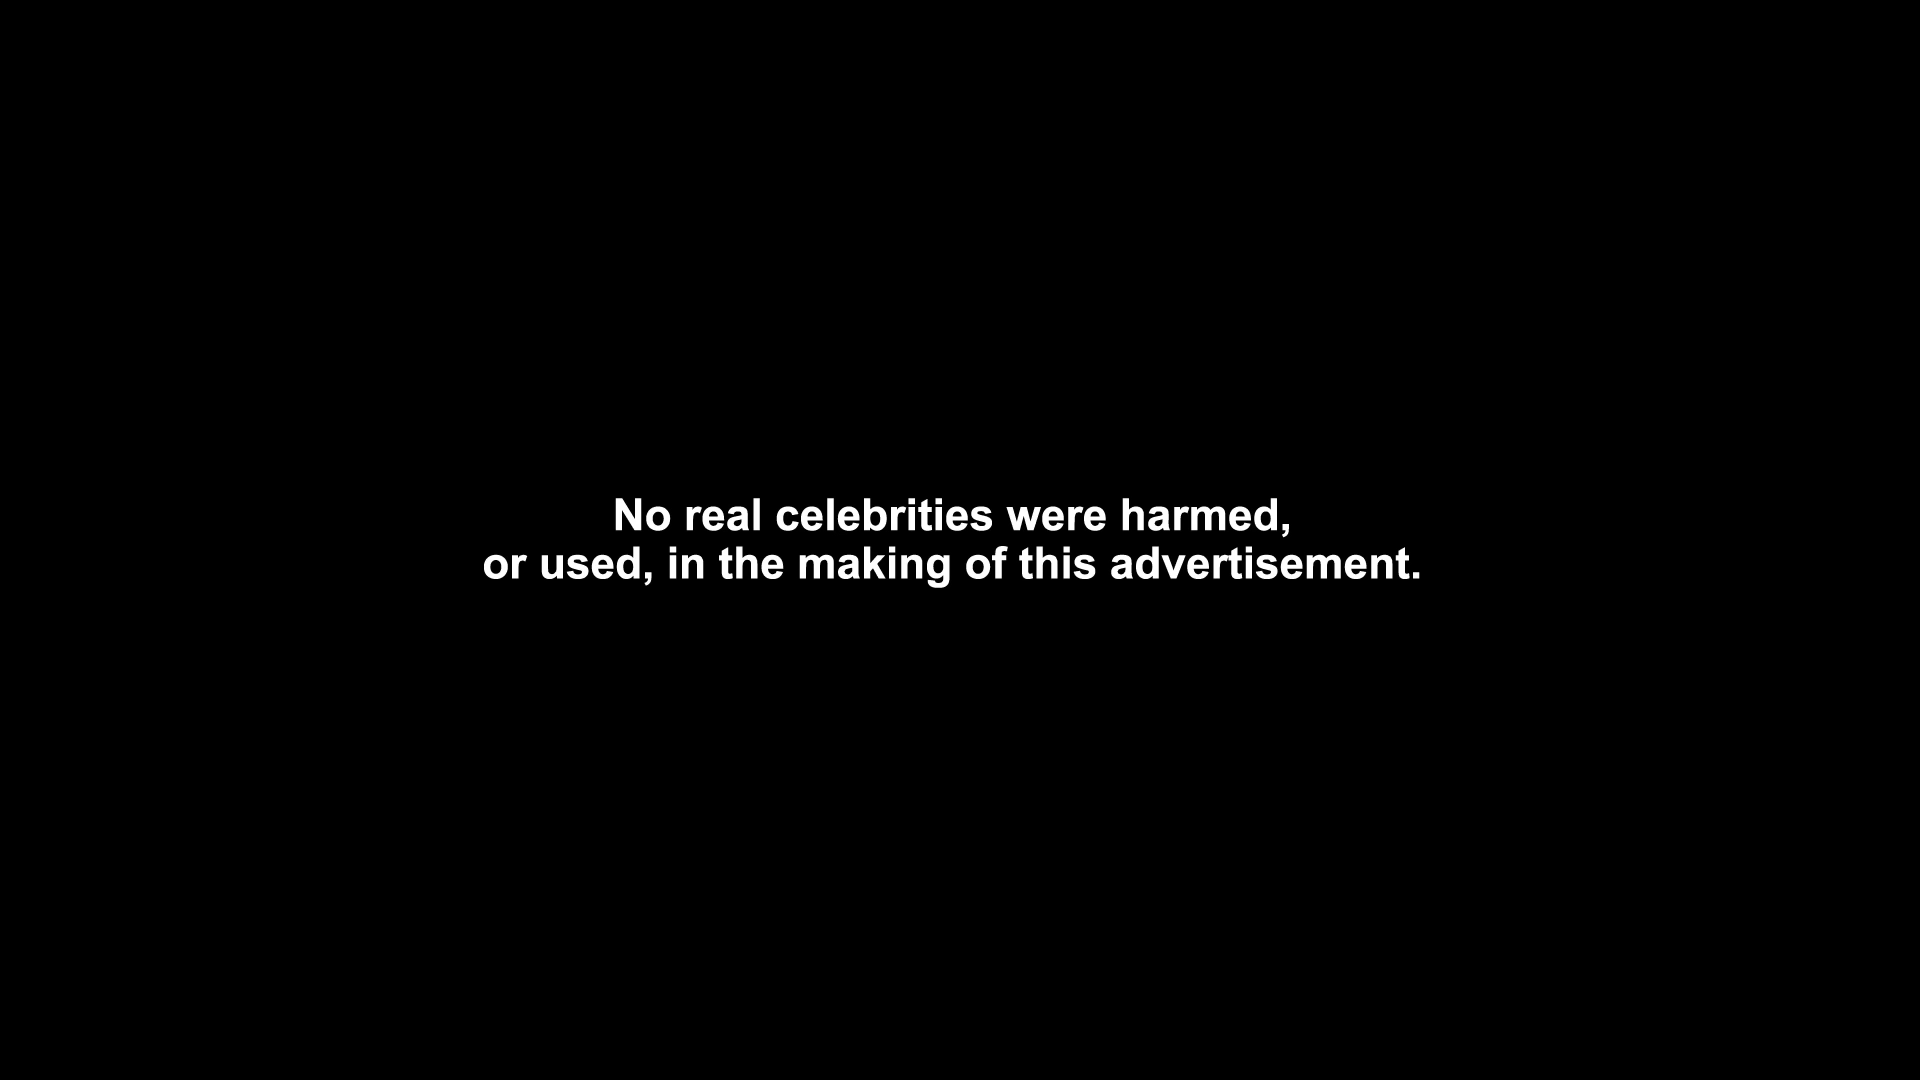 No real celebrities were harmed,
or used, in the making of this advertisement.